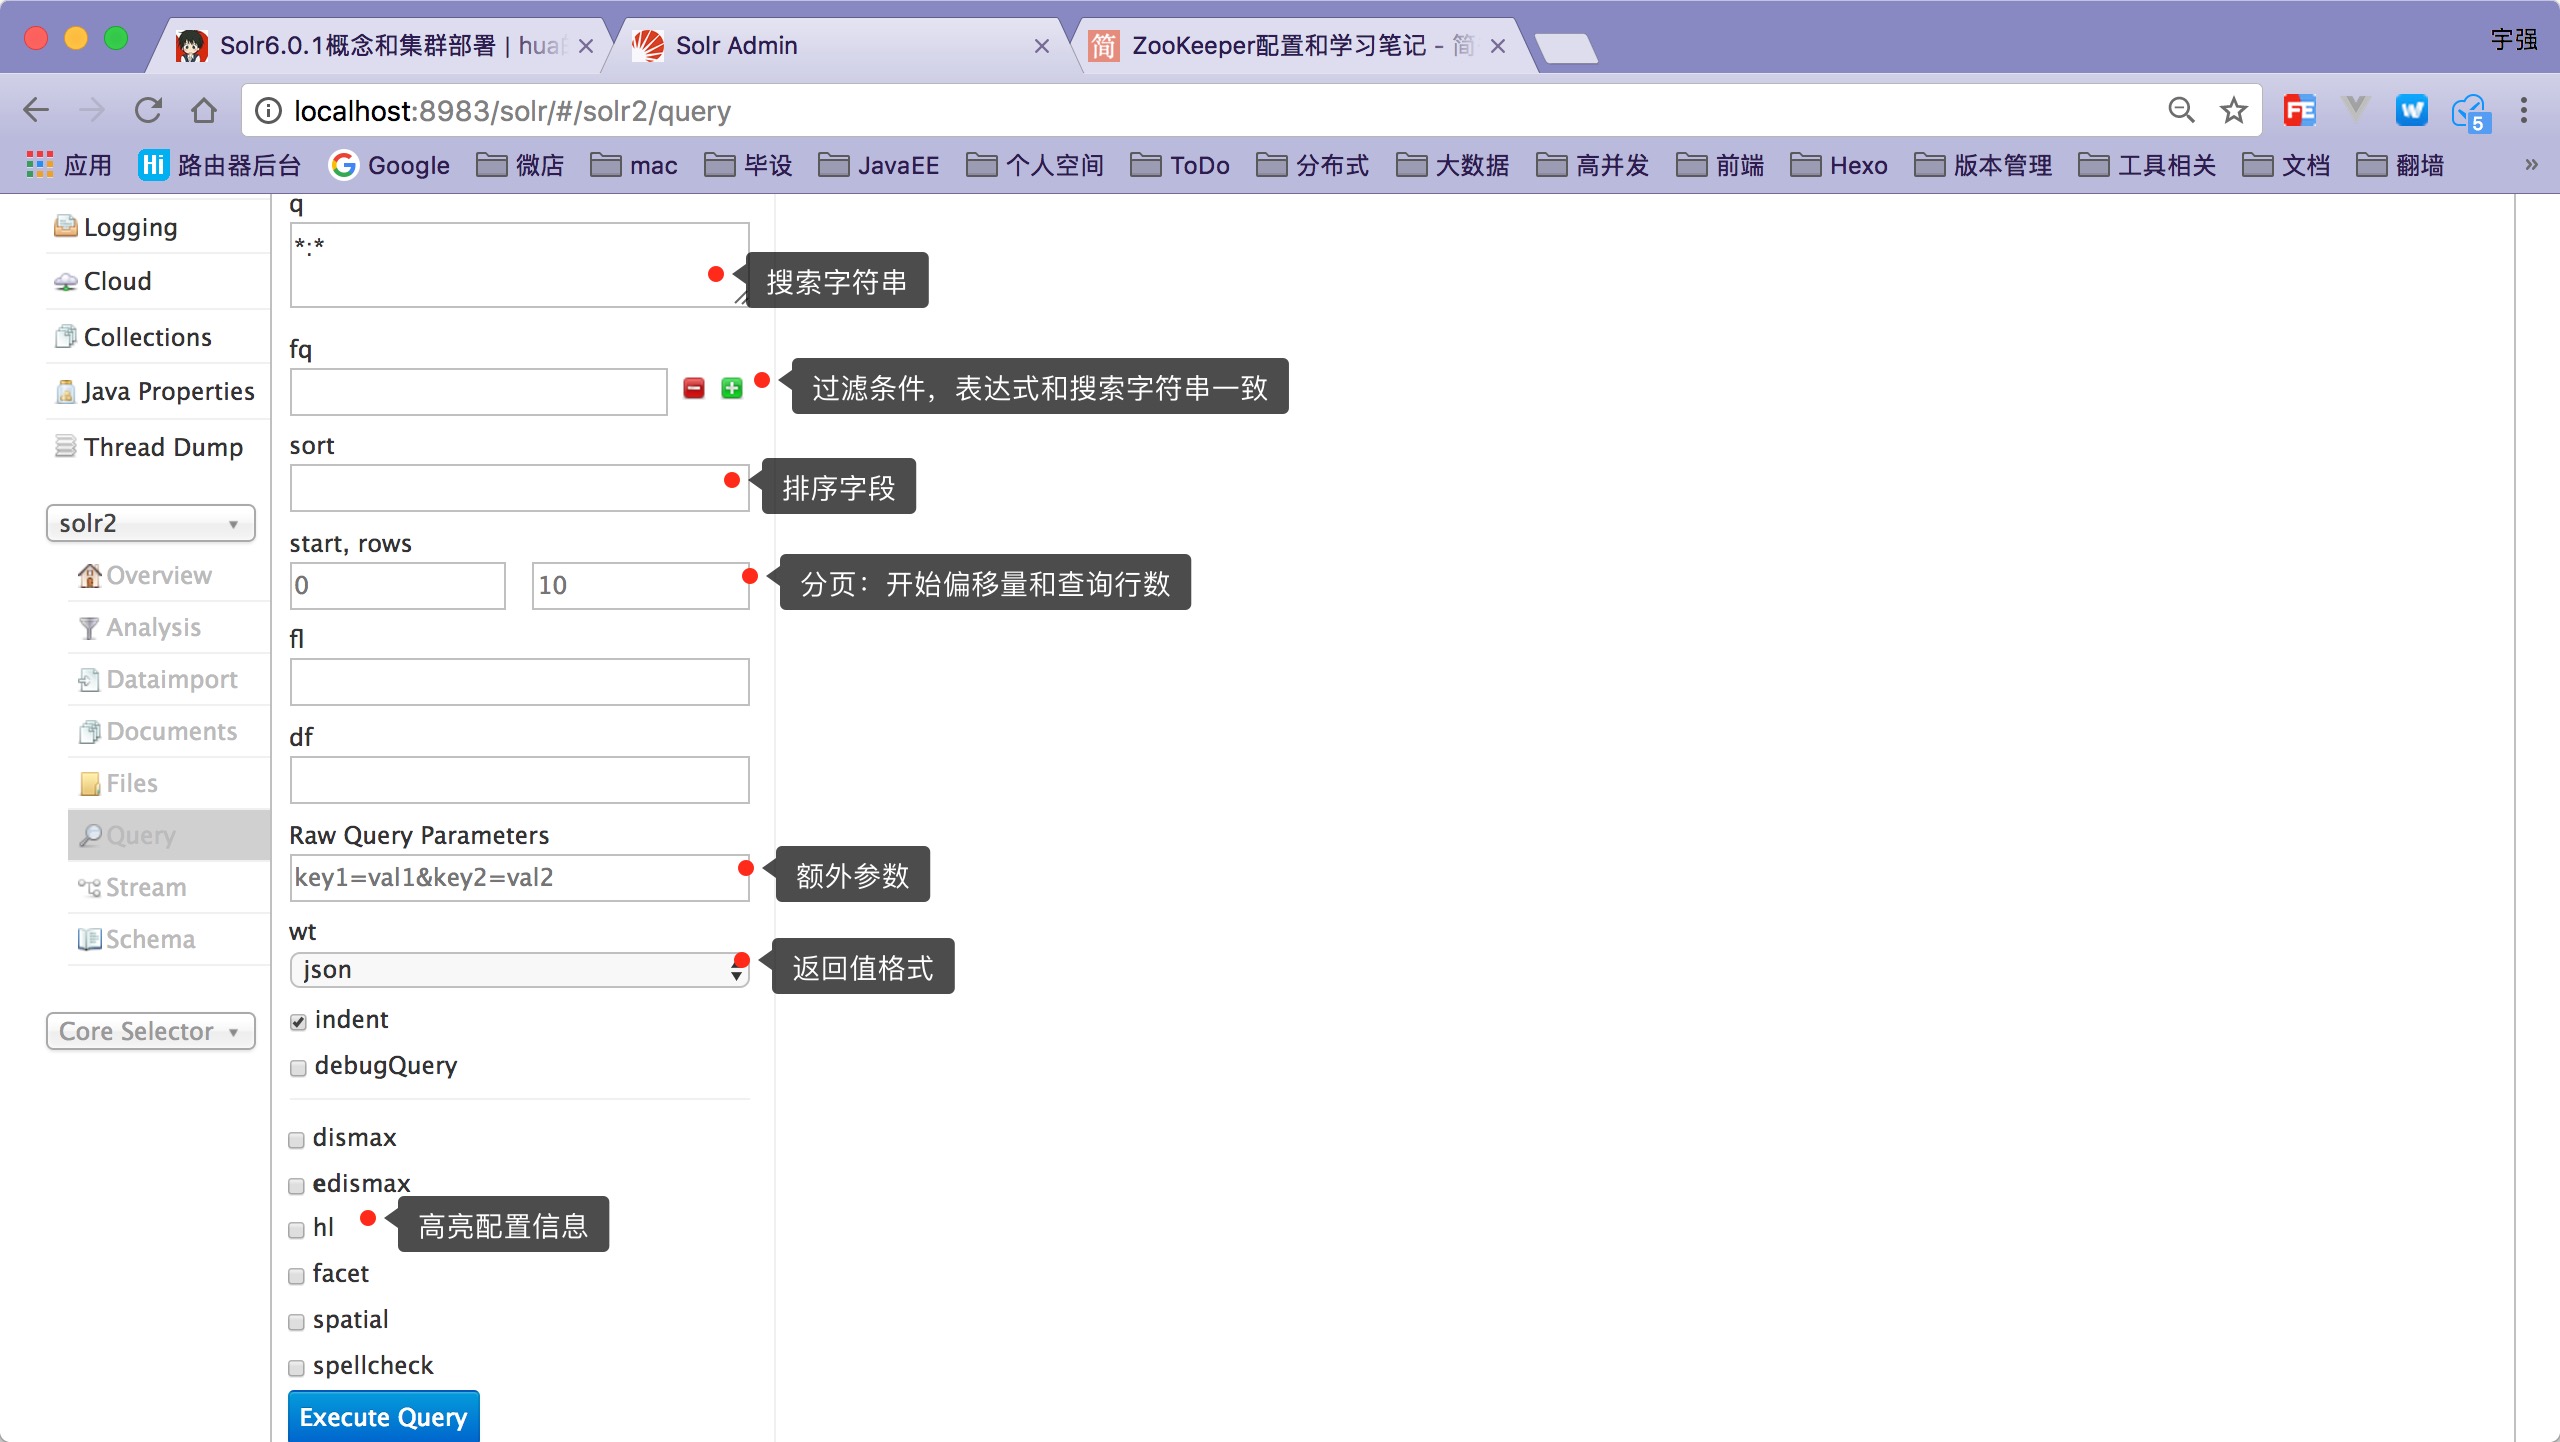 Solr6.0.1概念和集群部署 | hua
Solr Admin
简 ZooKeeper配置和学习笔记 - 简
宇强
localhost:8983/solr/#/solr2/query
FE
W
5
应用
Hi 路由器后台
Google
微店
mac
毕设
JavaEE
个人空间
ToDo
分布式
大数据
高并发
前端
Hexo
版本管理
工具相关
文档
翻墙
»
Logging
Cloud
Collections
Java Properties
Thread Dump
solr2
Overview
Analysis
Dataimport
Documents
Files
Query
Stream
Schema
Core Selector
q
*:*
搜索字符串
fq
过滤条件，表达式和搜索字符串一致
sort
排序字段
start, rows
0 10
分页：开始偏移量和查询行数
fl
df
Raw Query Parameters
key1=val1&key2=val2
额外参数
wt
json
返回值格式
indent
debugQuery
dismax
edismax
hl
高亮配置信息
facet
spatial
spellcheck
Execute Query